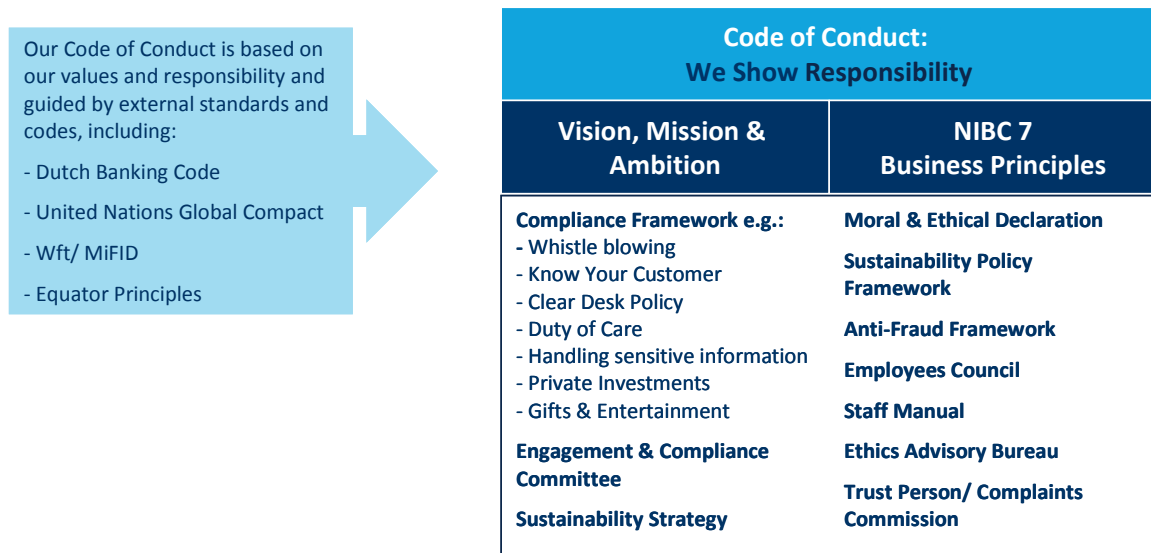 Our Code of Conduct is based on
our values and responsibility and
guided by external standards and
codes, including:
- Dutch Banking Code
- United Nations Global Compact
- Wft/ MiFID
- Equator Principles
Code of Conduct:
We Show Responsibility
Vision, Mission &
Ambition
NIBC 7
Business Principles
Compliance Framework e.g.:
- Whistle blowing
- Know Your Customer
- Clear Desk Policy
- Duty of Care
- Handling sensitive information
- Private Investments
- Gifts & Entertainment
Engagement & Compliance
Committee
Sustainability Strategy
Moral & Ethical Declaration
Sustainability Policy
Framework
Anti-Fraud Framework
Employees Council
Staff Manual
Ethics Advisory Bureau
Trust Person/ Complaints
Commission